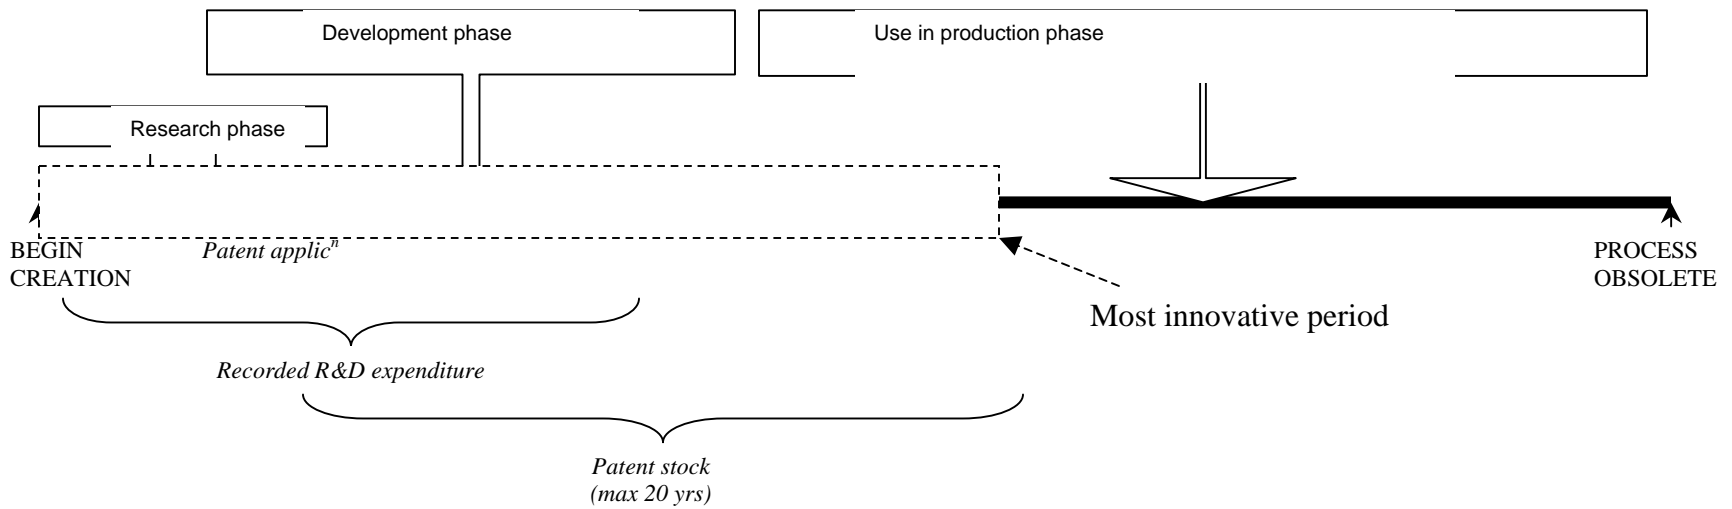 Development phase
Use in production phase
Research phase
BEGIN
CREATION
Patent applicⁿ
PROCESS
OBSOLETE
Most innovative period
Recorded R&D expenditure
Patent stock
(max 20 yrs)